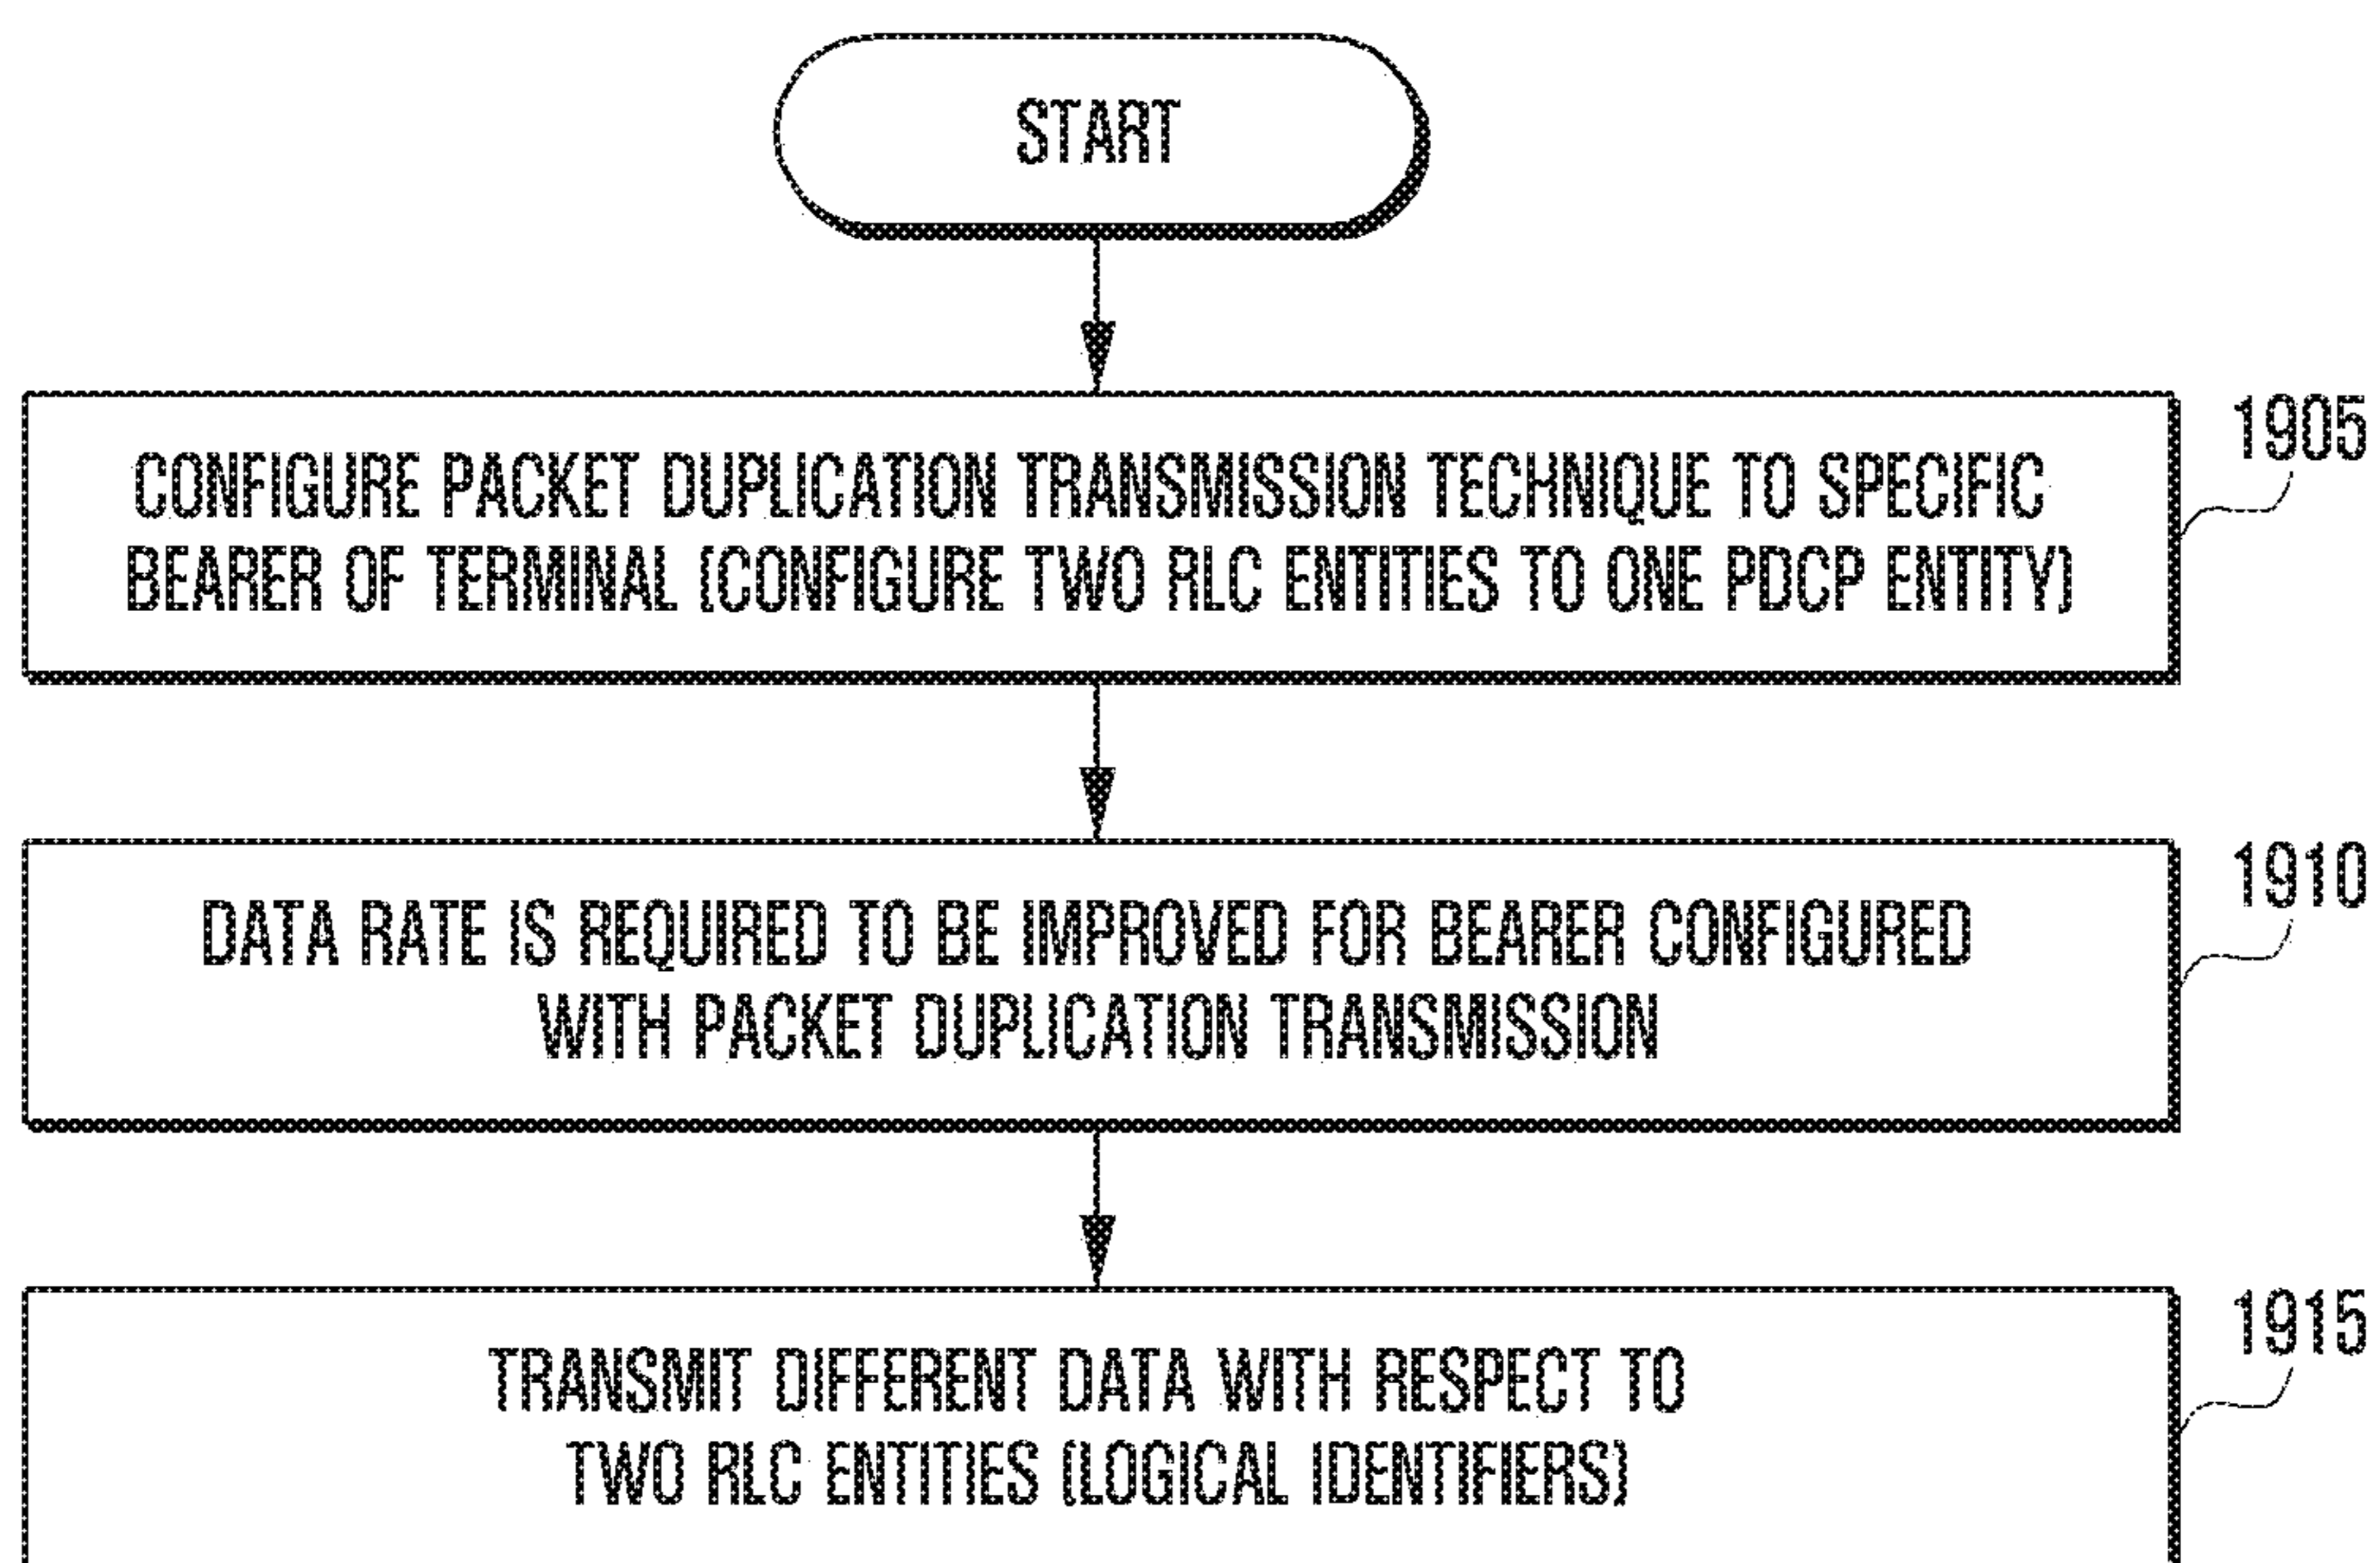 START
1905
CONFIGURE PACKET DUPLICATION TRANSMISSION TECHNIQUE TO SPECIFIC
BEARER OF TERMINAL (CONFIGURE TWO RLC ENTITIES TO ONE PDCP ENTITY)
1910
DATA RATE IS REQUIRED TO BE IMPROVED FOR BEARER CONFIGURED
WITH PACKET DUPLICATION TRANSMISSION
1915
TRANSMIT DIFFERENT DATA WITH RESPECT TO
TWO RLC ENTITIES (LOGICAL IDENTIFIERS)